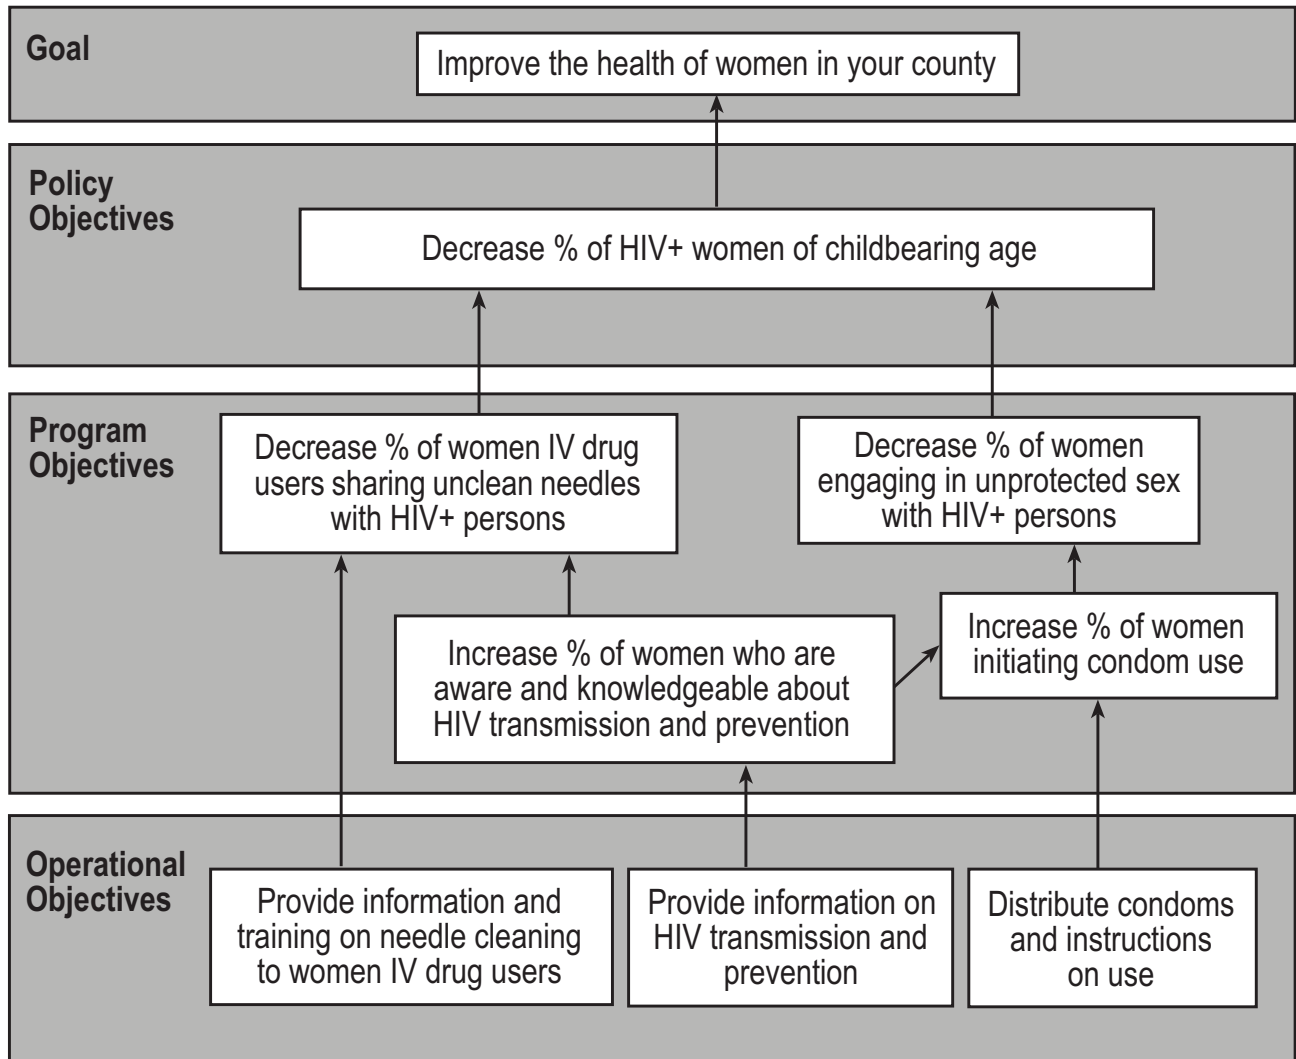 Goal
Improve the health of women in your county
Policy
Objectives
Decrease % of HIV+ women of childbearing age
Program
Objectives
Decrease % of women IV drug
users sharing unclean needles
with HIV+ persons
Decrease % of women
engaging in unprotected sex
with HIV+ persons
Increase % of women who are
aware and knowledgeable about
HIV transmission and prevention
Increase % of women
initiating condom use
Operational
Objectives
Provide information and
training on needle cleaning
to women IV drug users
Provide information on
HIV transmission and
prevention
Distribute condoms
and instructions
on use